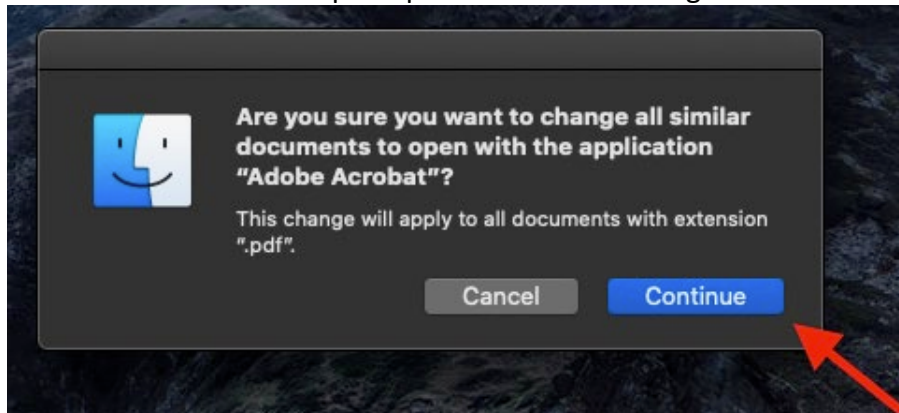 Are you sure you want to change all similar
documents to open with the application
“Adobe Acrobat”?
This change will apply to all documents with extension
“.pdf”.
Cancel Continue